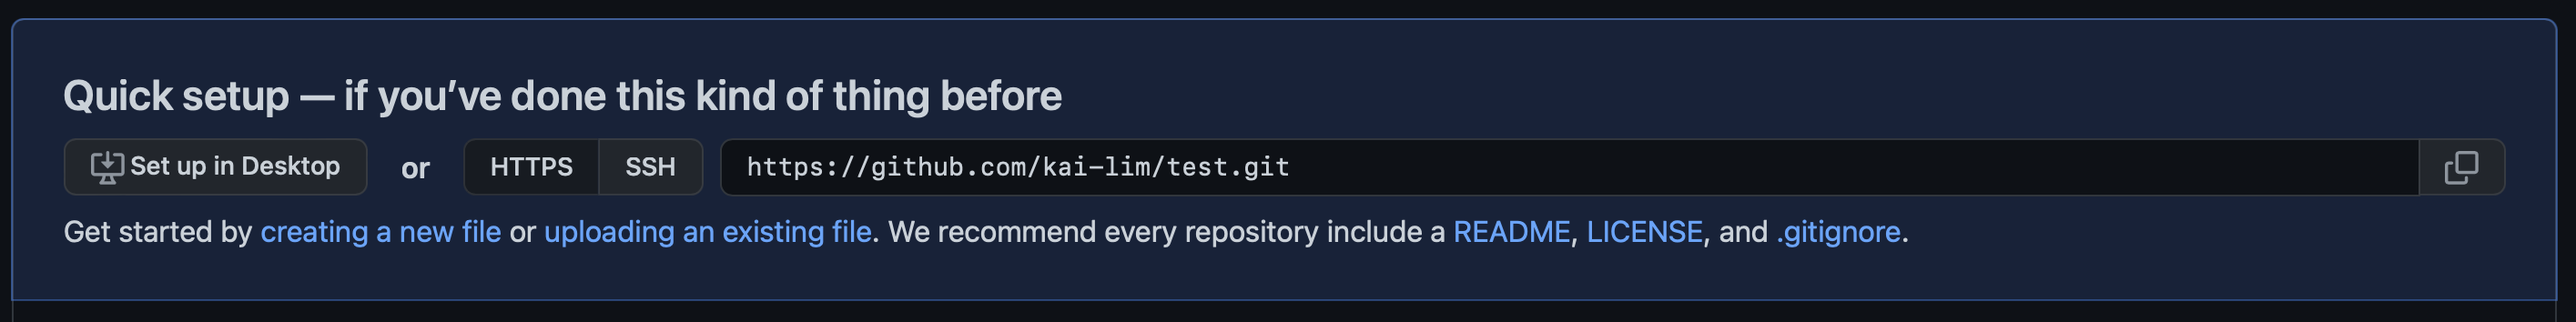 Quick setup — if you’ve done this kind of thing before
Set up in Desktop or HTTPS SSH https://github.com/kai-lim/test.git
Get started by creating a new file or uploading an existing file. We recommend every repository include a README, LICENSE, and .gitignore.